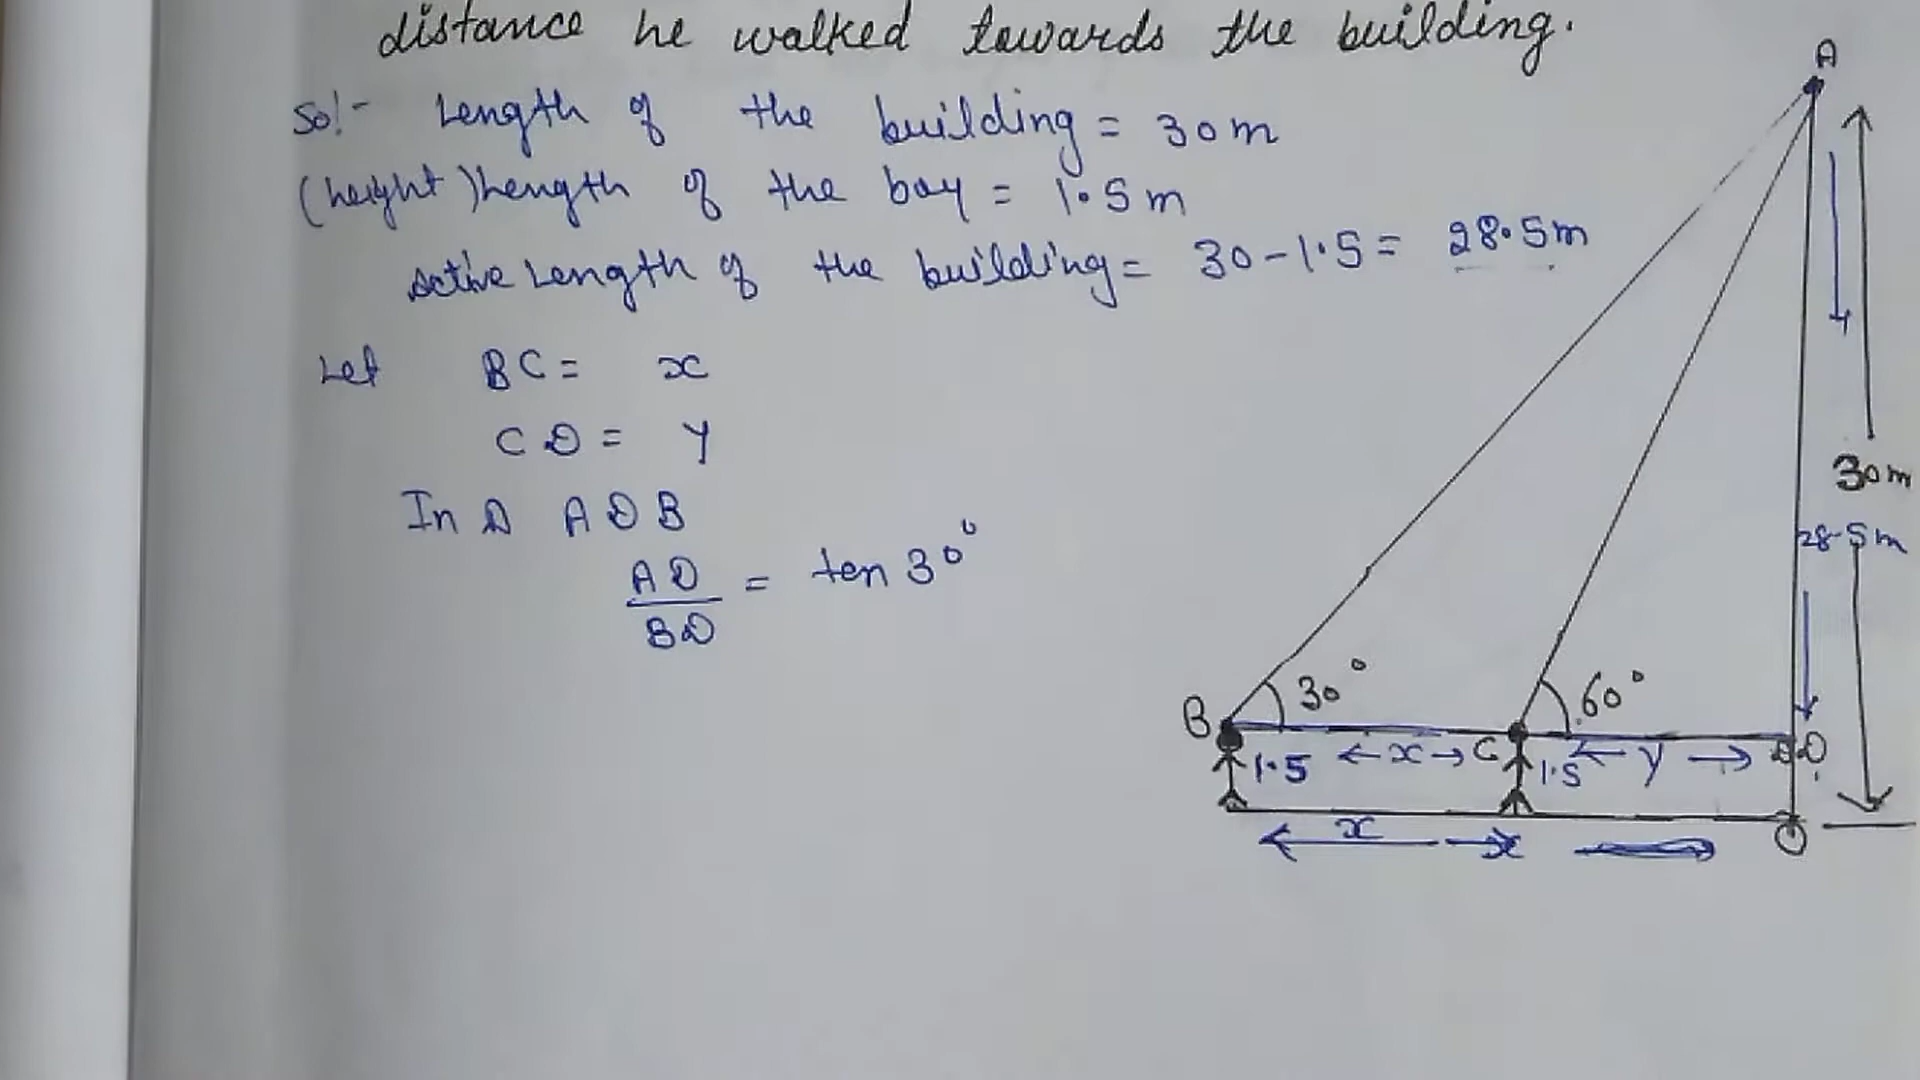 distance he walked towards the building.
Sol- Length of the building = 30m
(height) Length of the boy = 1.5m
Active Length of the building = 30-1.5 = 28.5m
Let BC = x
CD = y
In Δ ADB
AD
BD
= ten 30°
A
30m
28.5m
B
30°
60°
1.5
←x→
C
1.5
←y→
D
x